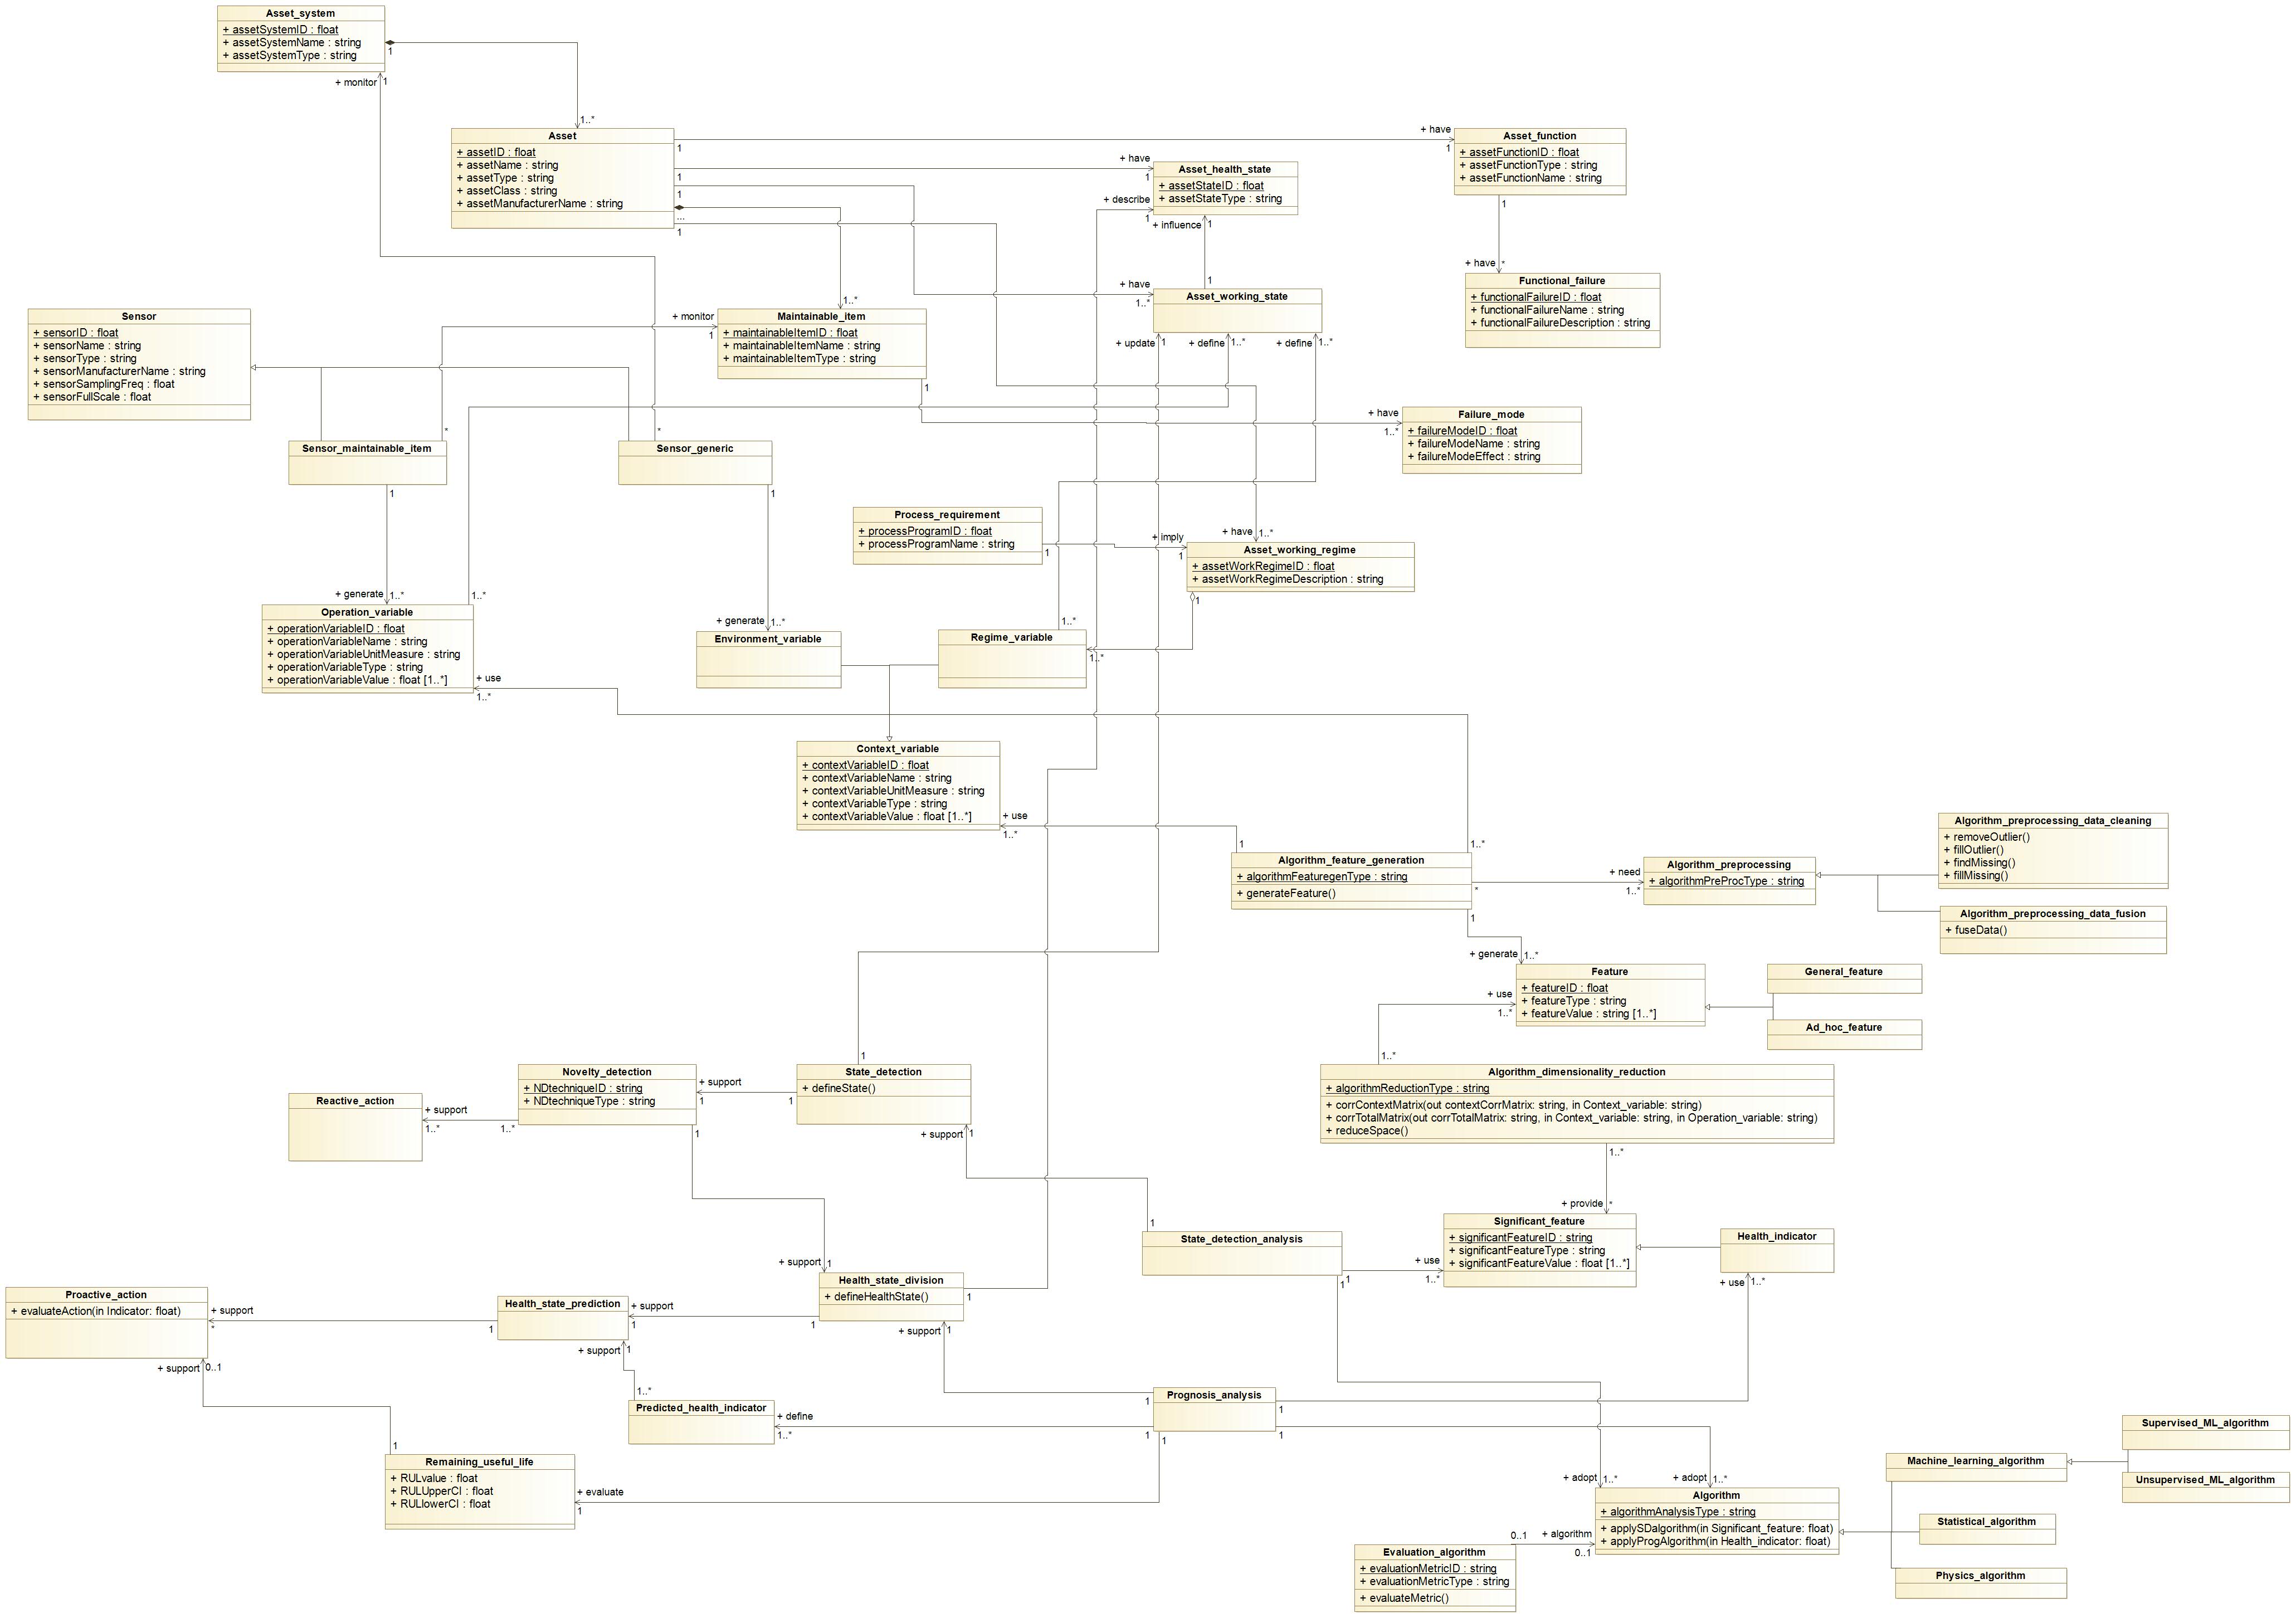 Asset_system
+ assetSystemID : float
+ assetSystemName : string
+ assetSystemType : string
1
+ monitor
1
1..*
Asset
+ assetID : float
+ assetName : string
+ assetType : string
+ assetClass : string
+ assetManufacturerName : string
1
1
1
...
1
+ have
1
Asset_function
+ assetFunctionID : float
+ assetFunctionType : string
+ assetFunctionName : string
1
+ have
1
Asset_health_state
+ assetStateID : float
+ assetStateType : string
+ describe
1
+ influence
1
1
+ have
*
Functional_failure
+ functionalFailureID : float
+ functionalFailureName : string
+ functionalFailureDescription : string
+ have
1..*
Asset_working_state
+ update
1
+ define
1..*
+ define
1..*
1..*
Maintainable_item
+ maintainableItemID : float
+ maintainableItemName : string
+ maintainableItemType : string
+ monitor
1
1
Sensor
+ sensorID : float
+ sensorName : string
+ sensorType : string
+ sensorManufacturerName : string
+ sensorSamplingFreq : float
+ sensorFullScale : float
+ have
1..*
Failure_mode
+ failureModeID : float
+ failureModeName : string
+ failureModeEffect : string
*
Sensor_maintainable_item
1
*
Sensor_generic
1
Process_requirement
+ processProgramID : float
+ processProgramName : string
1
+ imply
1
+ have
1..*
Asset_working_regime
+ assetWorkRegimeID : float
+ assetWorkRegimeDescription : string
1
+ generate
1..*
1..*
Operation_variable
+ operationVariableID : float
+ operationVariableName : string
+ operationVariableUnitMeasure : string
+ operationVariableType : string
+ operationVariableValue : float [1..*]
+ use
1..*
+ generate
1..*
Environment_variable
1..*
Regime_variable
1..*
Context_variable
+ contextVariableID : float
+ contextVariableName : string
+ contextVariableUnitMeasure : string
+ contextVariableType : string
+ contextVariableValue : float [1..*]
+ use
1..*
1
1..*
Algorithm_feature_generation
+ algorithmFeaturegenType : string
+ generateFeature()
*
1
+ need
1..*
Algorithm_preprocessing
+ algorithmPreProcType : string
Algorithm_preprocessing_data_cleaning
+ removeOutlier()
+ fillOutlier()
+ findMissing()
+ fillMissing()
Algorithm_preprocessing_data_fusion
+ fuseData()
+ generate
1..*
Feature
+ featureID : float
+ featureType : string
+ featureValue : string [1..*]
General_feature
Ad_hoc_feature
+ use
1..*
1..*
Algorithm_dimensionality_reduction
+ algorithmReductionType : string
+ corrContextMatrix(out contextCorrMatrix: string, in Context_variable: string)
+ corrTotalMatrix(out corrTotalMatrix: string, in Context_variable: string, in Operation_variable: string)
+ reduceSpace()
1..*
1
State_detection
+ defineState()
1
+ support
1
Novelty_detection
+ NDtechniqueID : string
+ NDtechniqueType : string
+ support
1
1..*
1
Reactive_action
+ support
1..*
+ provide
*
Significant_feature
+ significantFeatureID : string
+ significantFeatureType : string
+ significantFeatureValue : float [1..*]
Health_indicator
+ use
1..*
1
State_detection_analysis
1
1
+ use
1..*
+ support
1
Health_state_division
+ defineHealthState()
1
1
+ support
1
Health_state_prediction
+ support
1
1
+ support
1
Proactive_action
+ evaluateAction(in Indicator: float)
+ support
*
+ support
0..1
1..*
Predicted_health_indicator
+ define
1..*
Prognosis_analysis
1
1
1
1
1
1
Remaining_useful_life
+ RULvalue : float
+ RULUpperCI : float
+ RULlowerCI : float
+ evaluate
1
+ adopt
1..*
+ adopt
1..*
Algorithm
+ algorithmAnalysisType : string
+ applySDalgorithm(in Significant_feature: float)
+ applyProgAlgorithm(in Health_indicator: float)
Supervised_ML_algorithm
Machine_learning_algorithm
Unsupervised_ML_algorithm
Statistical_algorithm
Physics_algorithm
0..1
+ algorithm
0..1
Evaluation_algorithm
+ evaluationMetricID : string
+ evaluationMetricType : string
+ evaluateMetric()